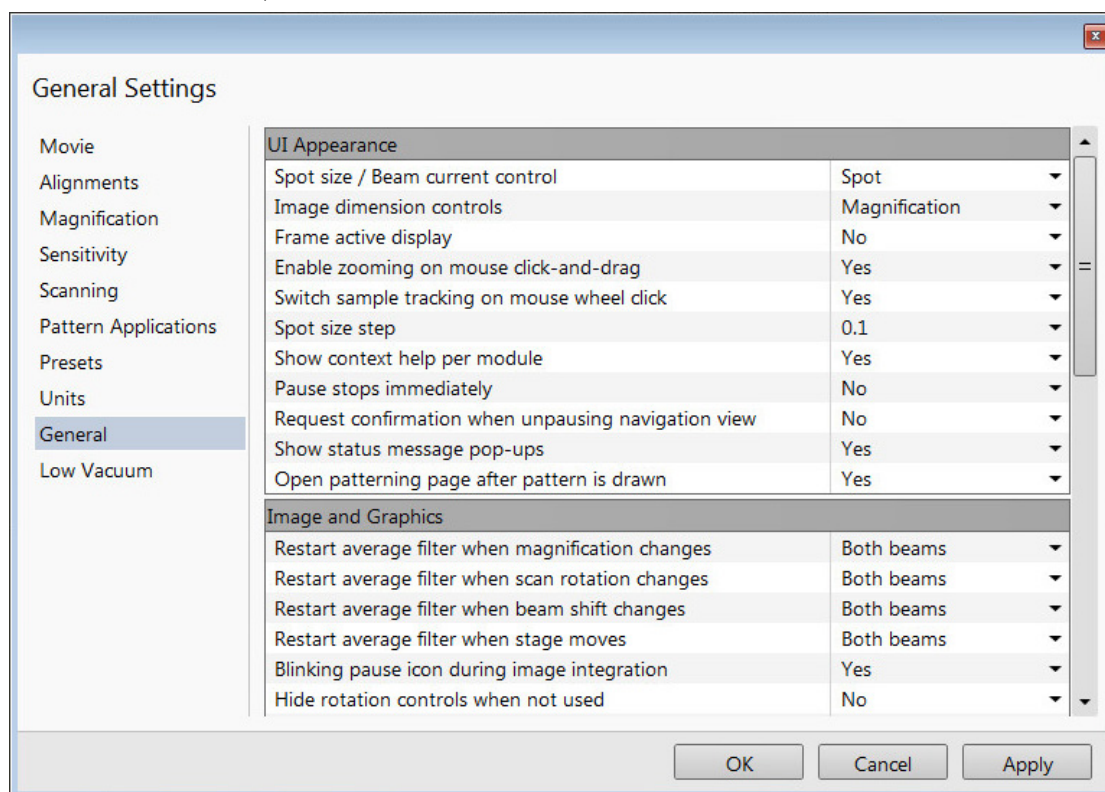 General Settings
Movie
Alignments
Magnification
Sensitivity
Scanning
Pattern Applications
Presets
Units
General
Low Vacuum
UI Appearance
Spot size / Beam current control Spot
Image dimension controls Magnification
Frame active display No
Enable zooming on mouse click-and-drag Yes
Switch sample tracking on mouse wheel click Yes
Spot size step 0.1
Show context help per module Yes
Pause stops immediately No
Request confirmation when unpausing navigation view No
Show status message pop-ups Yes
Open patterning page after pattern is drawn Yes
Image and Graphics
Restart average filter when magnification changes Both beams
Restart average filter when scan rotation changes Both beams
Restart average filter when beam shift changes Both beams
Restart average filter when stage moves Both beams
Blinking pause icon during image integration Yes
Hide rotation controls when not used No
OK Cancel Apply